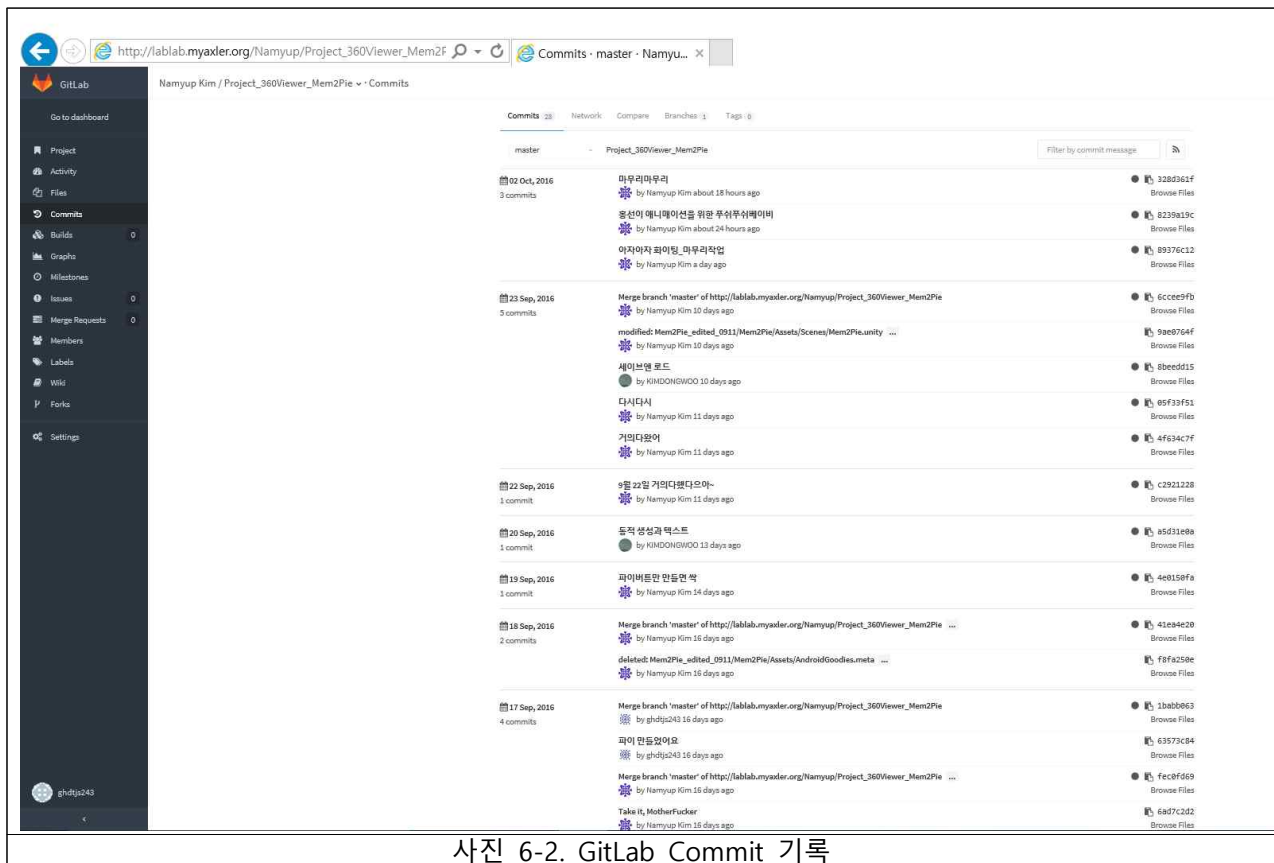 http://lablab.myaxler.org/Namyup/Project_360Viewer_Mem2F
Commits · master · Namyu...
GitLab
Namyup Kim / Project_360Viewer_Mem2Pie · Commits
Go to dashboard
Project
Activity
Files
Commits
Builds 0
Graphs
Milestones
Issues 0
Merge Requests 0
Members
Labels
Wiki
Forks
Settings
ghdtjs243
Commits 23 Network Compare Branches 1 Tags 0
master Project_360Viewer_Mem2Pie Filter by commit message
02 Oct, 2016
3 commits
마무리마무리 328d361f
by Namyup Kim about 18 hours ago Browse Files
홍선이 애니메이션을 위한 푸쉬푸쉬베이비 8239a19c
by Namyup Kim about 24 hours ago Browse Files
아자아자 화이팅_마무리작업 89376c12
by Namyup Kim a day ago Browse Files
23 Sep, 2016
5 commits
Merge branch 'master' of http://lablab.myaxler.org/Namyup/Project_360Viewer_Mem2Pie 6ccee9fb
by Namyup Kim 10 days ago Browse Files
modified: Mem2Pie_edited_0911/Mem2Pie/Assets/Scenes/Mem2Pie.unity ... 9ae0764f
by Namyup Kim 10 days ago Browse Files
세이브엔 로드 8beedd15
by KIMDONGWOO 10 days ago Browse Files
다시다시 05f33f51
by Namyup Kim 11 days ago Browse Files
거의다왔어 4f634c7f
by Namyup Kim 11 days ago Browse Files
22 Sep, 2016
1 commit
9월 22일 거의다했다으아~ c2921228
by Namyup Kim 11 days ago Browse Files
20 Sep, 2016
1 commit
동적 생성과 텍스트 a5d31e0a
by KIMDONGWOO 13 days ago Browse Files
19 Sep, 2016
1 commit
파이버튼만 만들면 싹 4e0150fa
by Namyup Kim 14 days ago Browse Files
18 Sep, 2016
2 commits
Merge branch 'master' of http://lablab.myaxler.org/Namyup/Project_360Viewer_Mem2Pie ... 41ea4e20
by Namyup Kim 16 days ago Browse Files
deleted: Mem2Pie_edited_0911/Mem2Pie/Assets/AndroidGoodies.meta ... f8fa250e
by Namyup Kim 16 days ago Browse Files
17 Sep, 2016
4 commits
Merge branch 'master' of http://lablab.myaxler.org/Namyup/Project_360Viewer_Mem2Pie 1babb063
by ghdtjs243 16 days ago Browse Files
파이 만들었어요 63573c84
by ghdtjs243 16 days ago Browse Files
Merge branch 'master' of http://lablab.myaxler.org/Namyup/Project_360Viewer_Mem2Pie ... fec0fd69
by Namyup Kim 16 days ago Browse Files
Take it, MotherFucker 6ad7c2d2
by Namyup Kim 16 days ago Browse Files
사진 6-2. GitLab Commit 기록